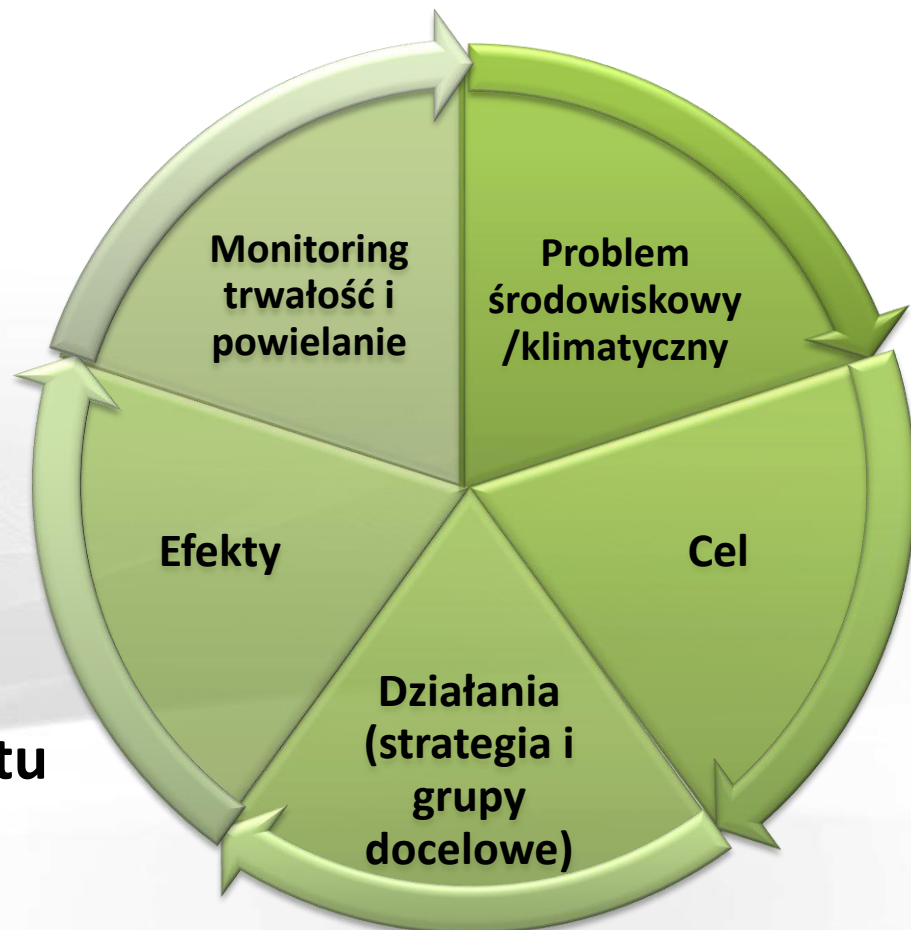 Monitoring
trwałość i
powielanie
Problem
środowiskowy
/klimatyczny
Efekty
Cel
Działania
(strategia i
grupy
docelowe)
tu